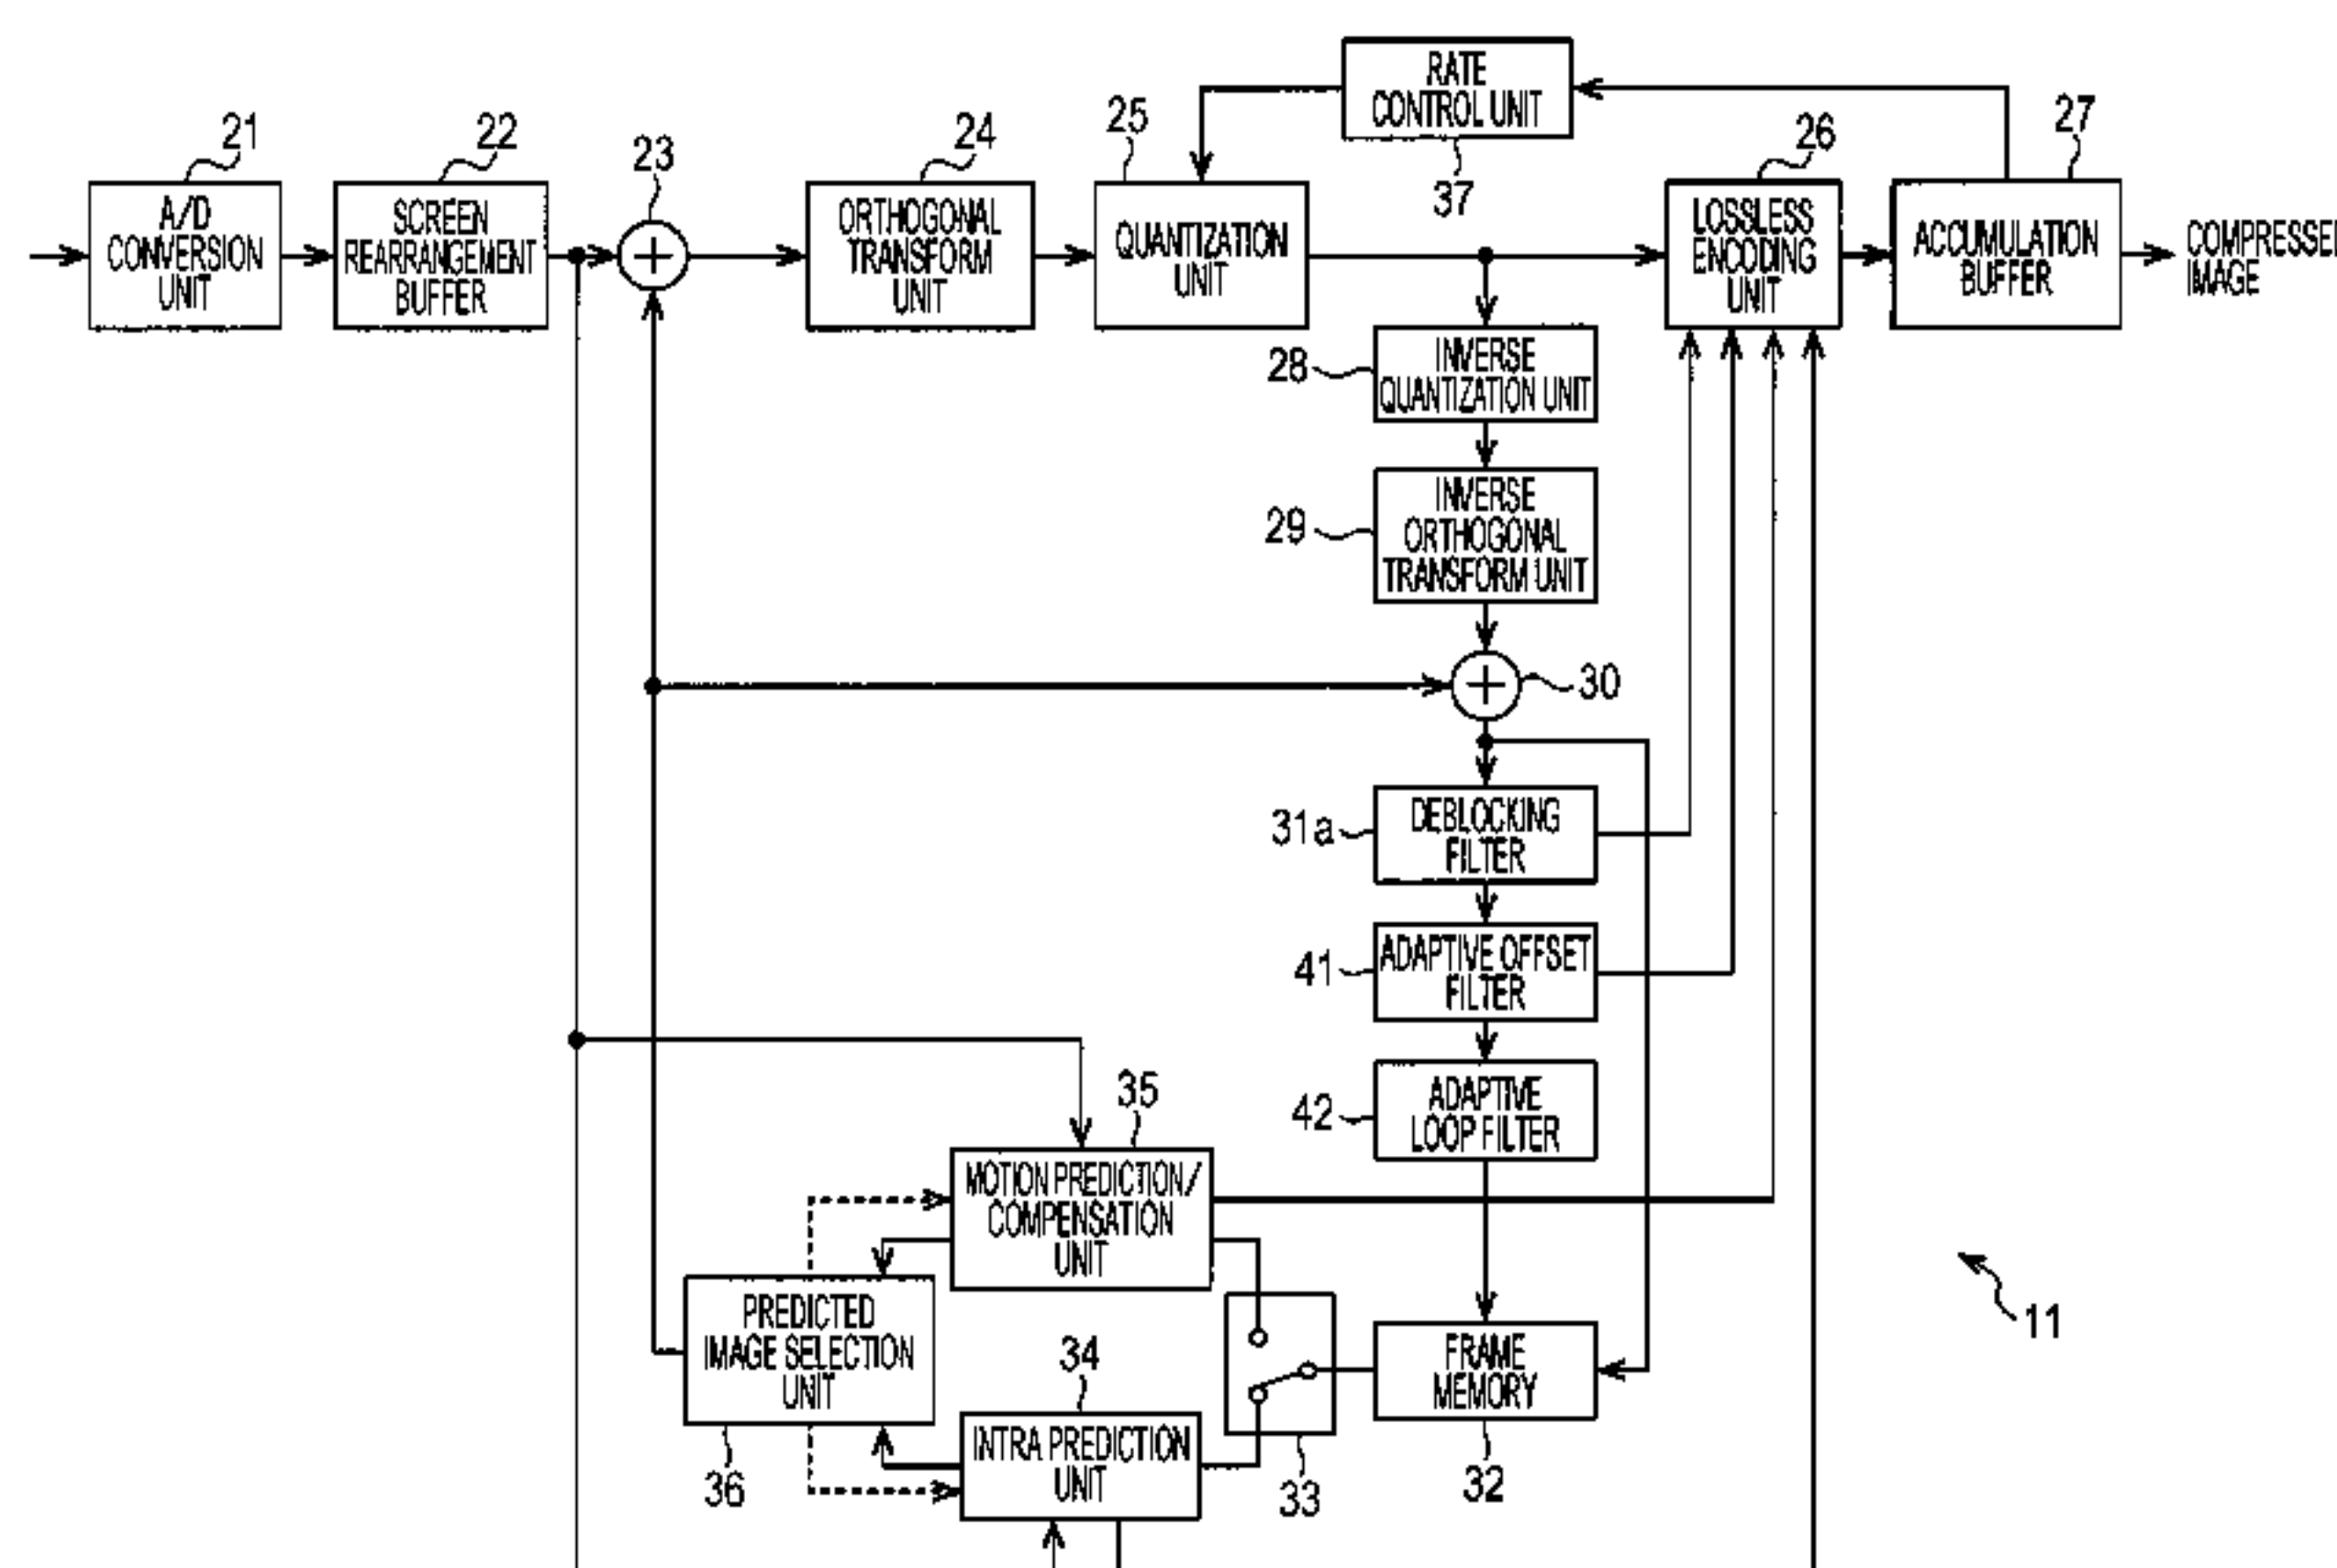 RATE
CONTROL UNIT
37
21
22
23
24
25
26
27
A/D
CONVERSION
UNIT
SCREEN
REARRANGEMENT
BUFFER
ORTHOGONAL
TRANSFORM
UNIT
QUANTIZATION
UNIT
LOSSLESS
ENCODING
UNIT
ACCUMULATION
BUFFER
COMPRESSED
IMAGE
28
INVERSE
QUANTIZATION UNIT
29
INVERSE
ORTHOGONAL
TRANSFORM UNIT
30
31a
DEBLOCKING
FILTER
41
ADAPTIVE OFFSET
FILTER
42
ADAPTIVE
LOOP FILTER
35
MOTION PREDICTION/
COMPENSATION
UNIT
PREDICTED
IMAGE SELECTION
UNIT
36
34
INTRA PREDICTION
UNIT
33
FRAME
MEMORY
32
11